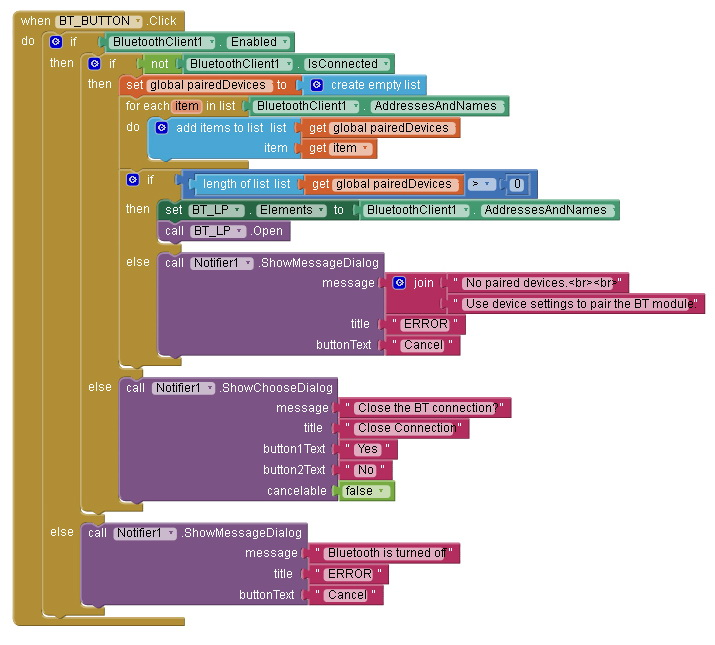 when BT_BUTTON .Click
do if BluetoothClient1 . Enabled
then if not BluetoothClient1 . IsConnected
then set global pairedDevices to create empty list
for each item in list BluetoothClient1 . AddressesAndNames
do add items to list list get global pairedDevices
item get item
if length of list list get global pairedDevices > 0
then set BT_LP . Elements to BluetoothClient1 . AddressesAndNames
call BT_LP .Open
else call Notifier1 .ShowMessageDialog
message join " No paired devices.<br><br> "
" Use device settings to pair the BT module "
title " ERROR "
buttonText " Cancel "
else call Notifier1 .ShowChooseDialog
message " Close the BT connection? "
title " Close Connection "
button1Text " Yes "
button2Text " No "
cancelable false
else call Notifier1 .ShowMessageDialog
message " Bluetooth is turned off "
title " ERROR "
buttonText " Cancel "